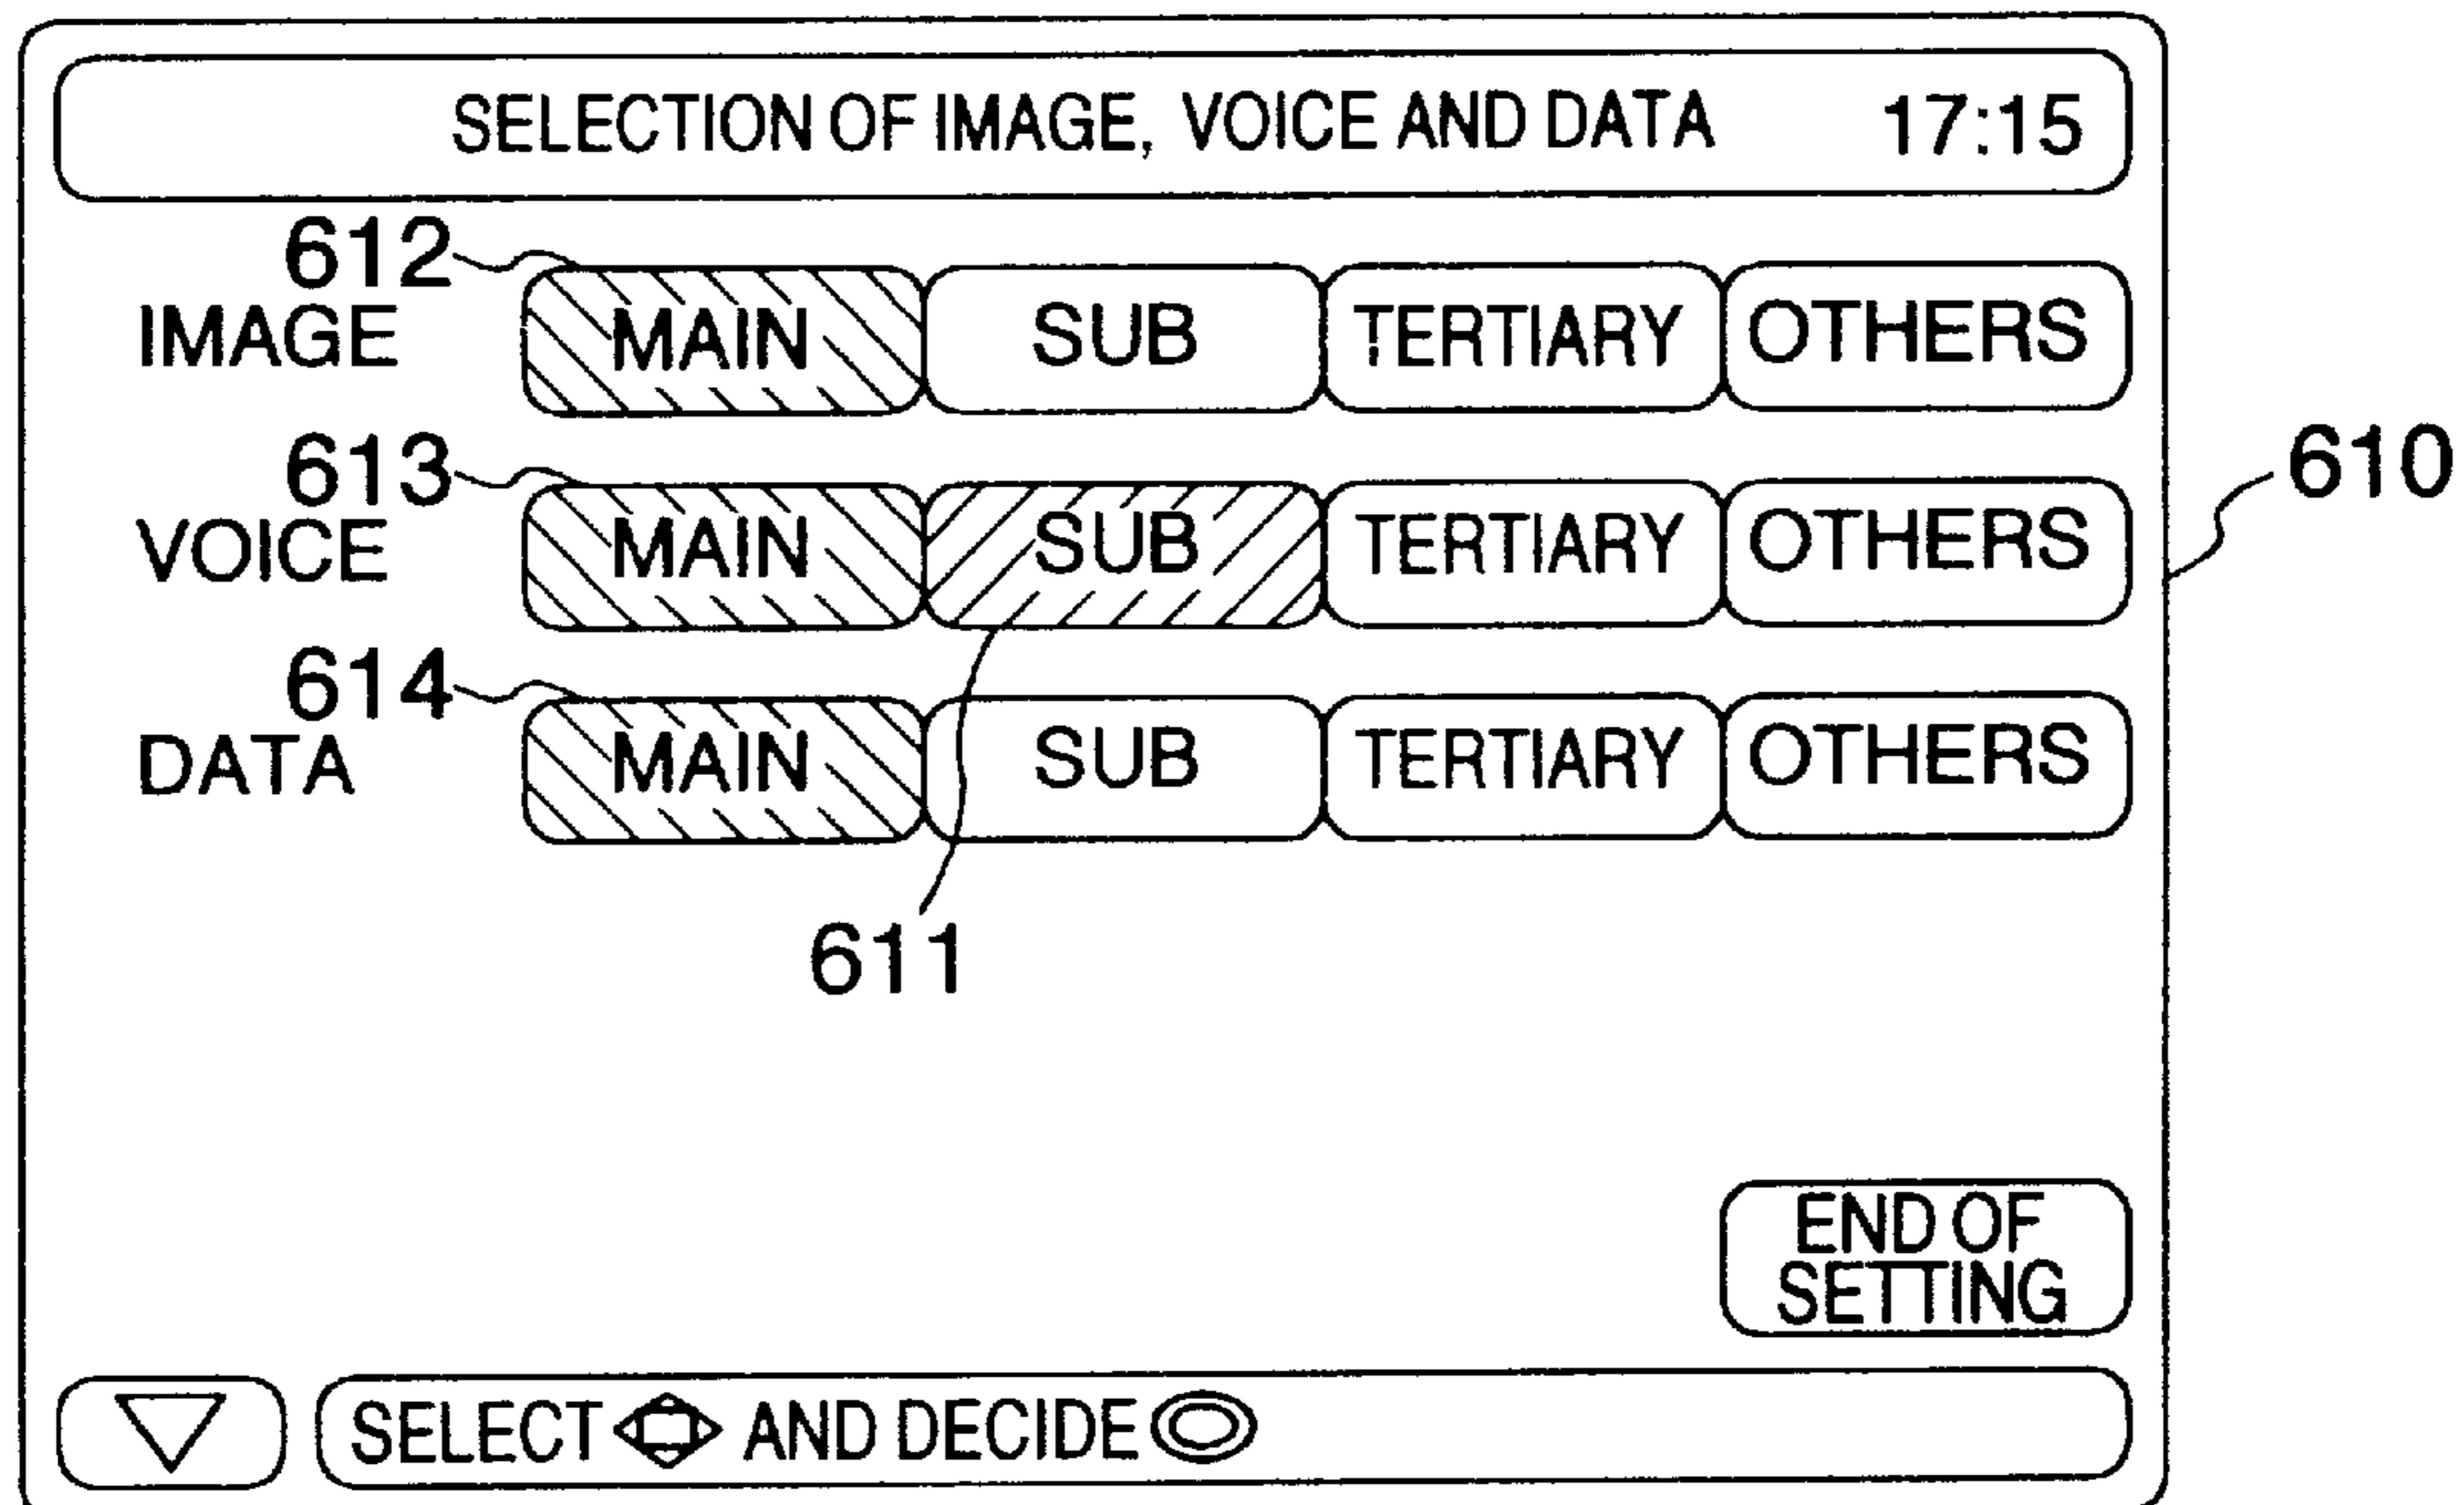 SELECTION OF IMAGE, VOICE AND DATA 17:15
612
IMAGE MAIN SUB TERTIARY OTHERS
613 610
VOICE MAIN SUB TERTIARY OTHERS
614
DATA MAIN SUB TERTIARY OTHERS
611
END OF
SETTING
SELECT AND DECIDE